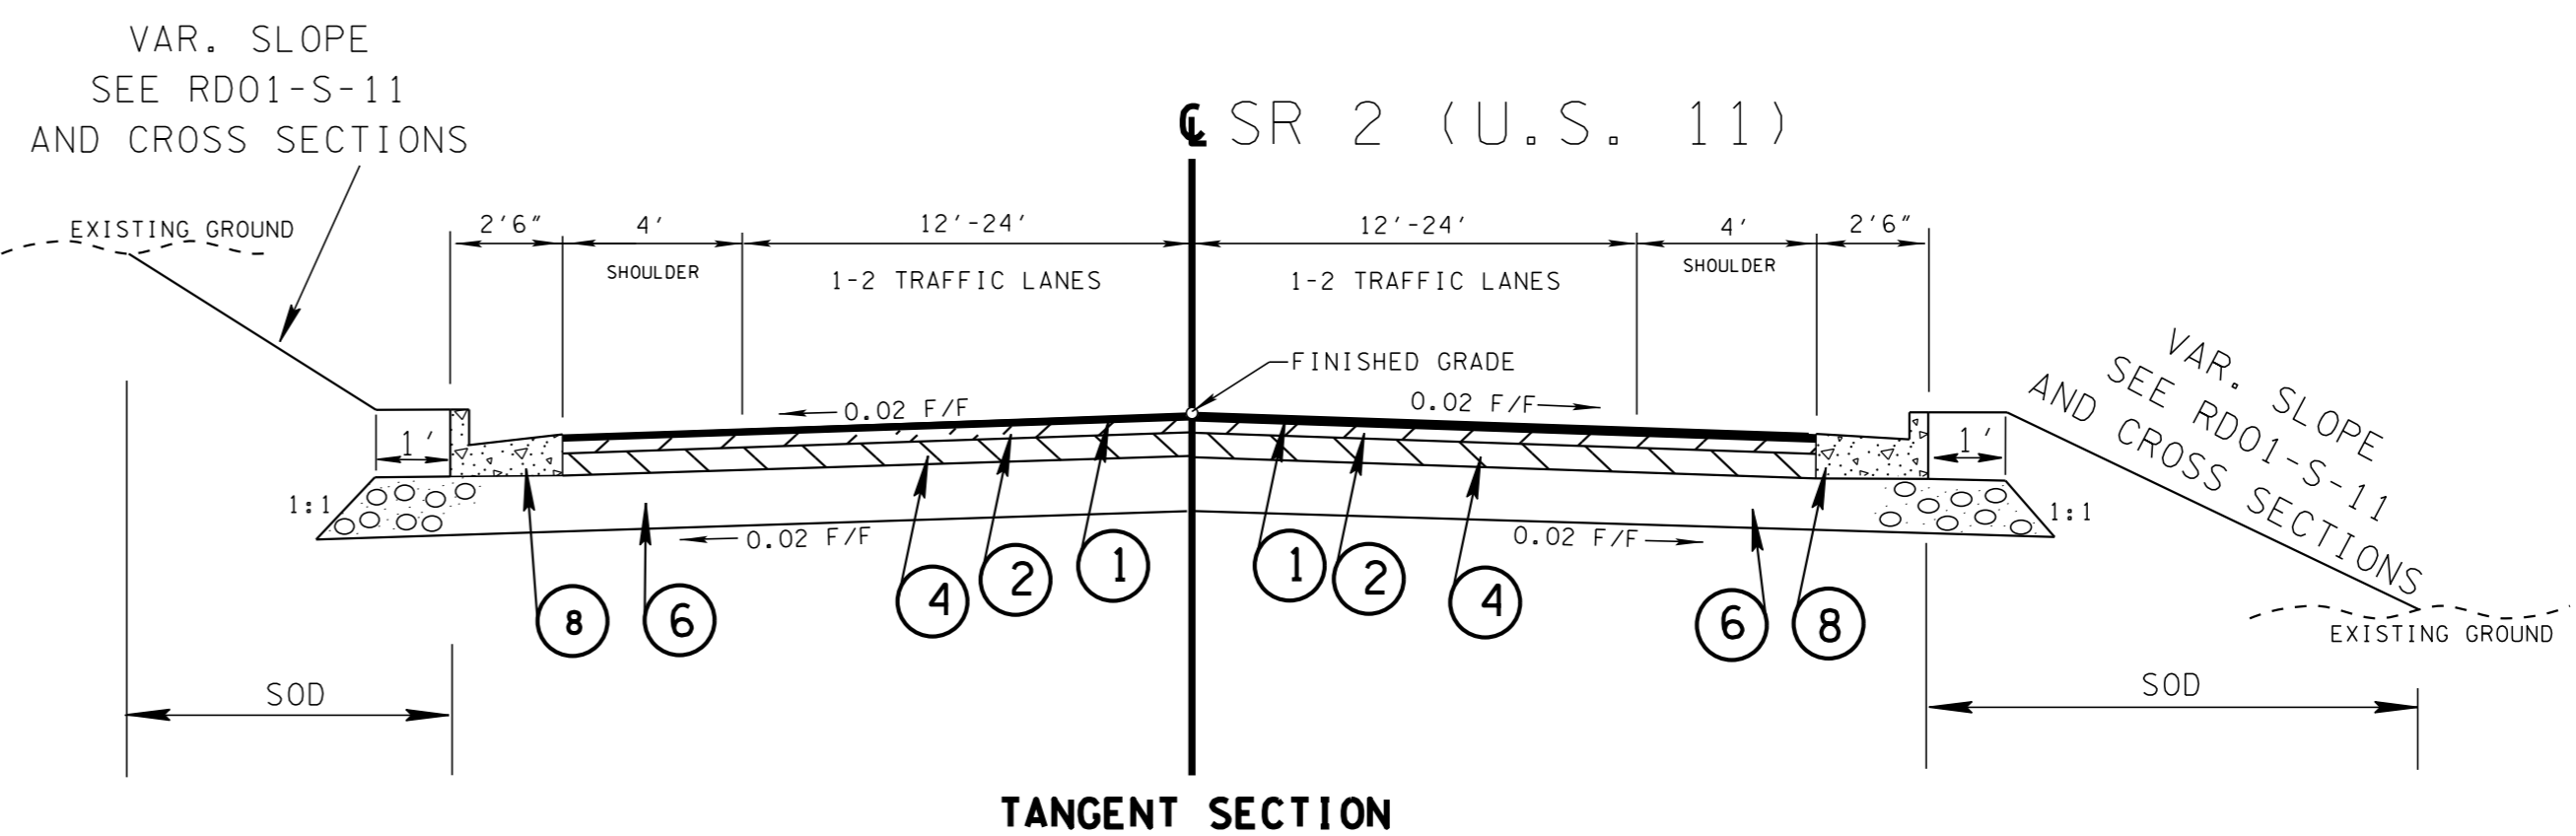 VAR. SLOPE
SEE RD01-S-11
AND CROSS SECTIONS
℄ SR 2 (U.S. 11)
EXISTING GROUND
2'6"
4'
12'-24'
12'-24'
4'
2'6"
SHOULDER
1-2 TRAFFIC LANES
1-2 TRAFFIC LANES
SHOULDER
FINISHED GRADE
0.02 F/F
0.02 F/F
VAR. SLOPE
SEE RD01-S-11
AND CROSS SECTIONS
1'
1'
1:1
1:1
0.02 F/F
0.02 F/F
8
6
4
2
1
1
2
4
6
8
EXISTING GROUND
SOD
SOD
TANGENT SECTION